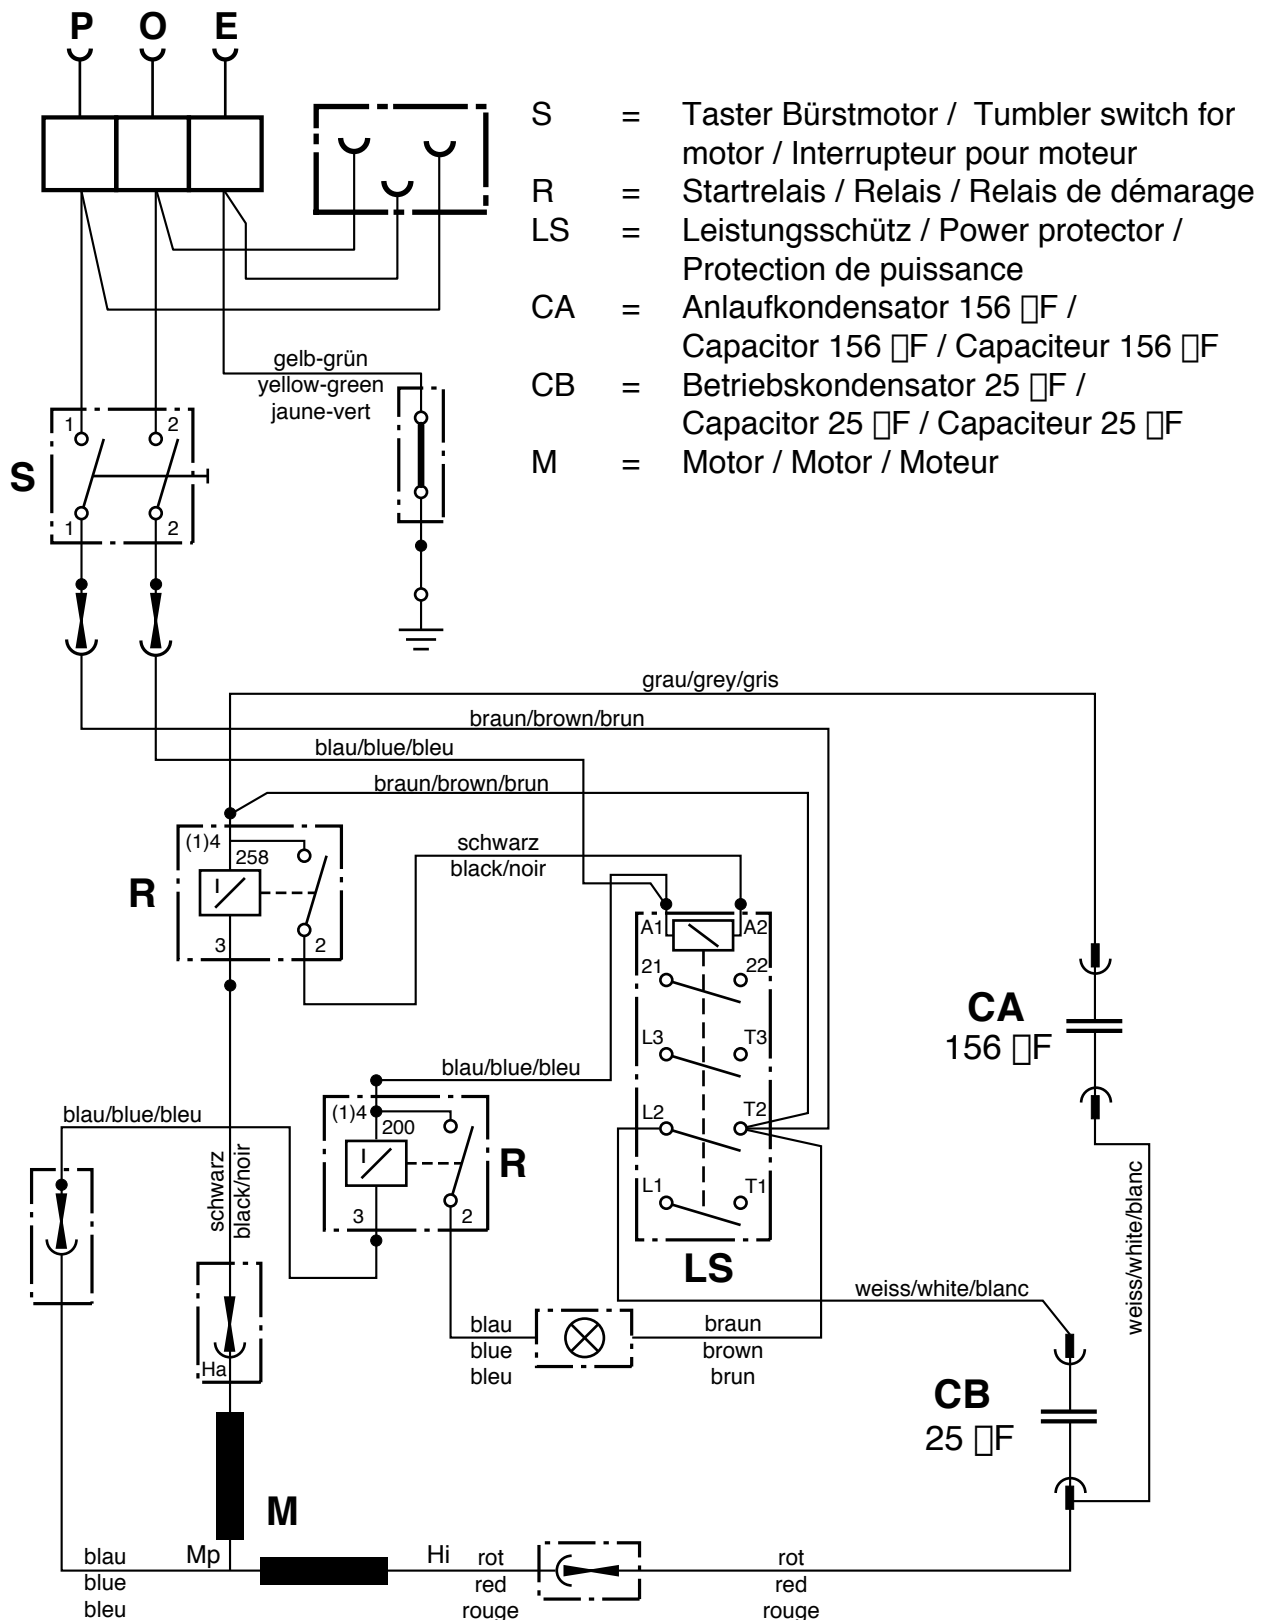 P O E
S = Taster Bürstmotor / Tumbler switch for
motor / Interrupteur pour moteur
R = Startrelais / Relais / Relais de démarage
LS = Leistungsschütz / Power protector /
Protection de puissance
CA = Anlaufkondensator 156 □F /
Capacitor 156 □F / Capaciteur 156 □F
CB = Betriebskondensator 25 □F /
Capacitor 25 □F / Capaciteur 25 □F
M = Motor / Motor / Moteur
gelb-grün
yellow-green
jaune-vert
1 2
S
1 2
grau/grey/gris
braun/brown/brun
blau/blue/bleu
braun/brown/brun
schwarz
black/noir
(1)4
258
I
R
3 2
A1 A2
21 22
L3 T3
L2 T2
L1 T1
LS
CA
156 □F
blau/blue/bleu
blau/blue/bleu
(1)4
200
I
R
3 2
schwarz
black/noir
weiss/white/blanc
weiss/white/blanc
Ha
blau
blue
bleu
braun
brown
brun
CB
25 □F
M
Mp
Hi
blau
blue
bleu
rot
red
rouge
rot
red
rouge